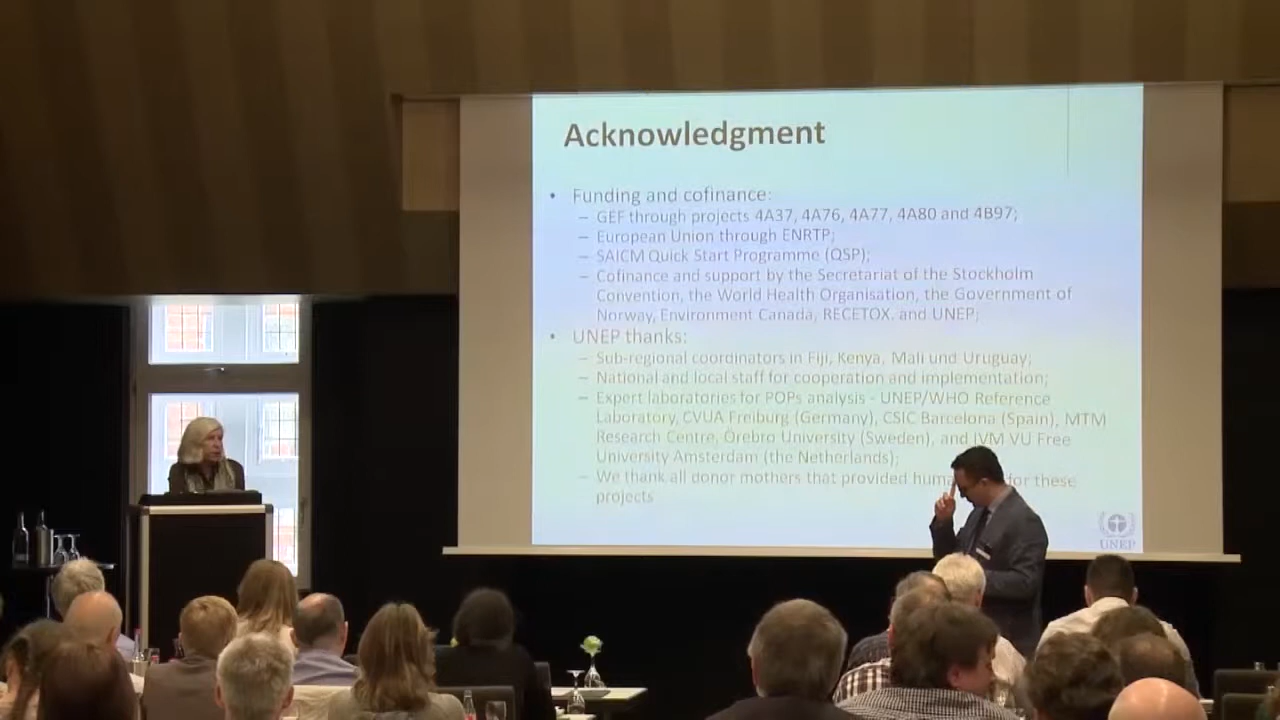 Acknowledgment
• Funding and cofinance:
– GEF through projects 4A37, 4A76, 4A77, 4A80 and 4B97;
– European Union through ENRTP;
– SAICM Quick Start Programme (QSP);
– Cofinance and support by the Secretariat of the Stockholm
Convention, the World Health Organisation, the Government of
Norway, Environment Canada, RECETOX, and UNEP;
• UNEP thanks:
– Sub-regional coordinators in Fiji, Kenya, Mali und Uruguay;
– National and local staff for cooperation and implementation;
– Expert laboratories for POPs analysis - UNEP/WHO Reference
Laboratory, CVUA Freiburg (Germany), CSIC Barcelona (Spain), MTM
Research Centre, Örebro University (Sweden), and IVM VU Free
University Amsterdam (the Netherlands);
– We thank all donor mothers that provided for these
projects
UNEP